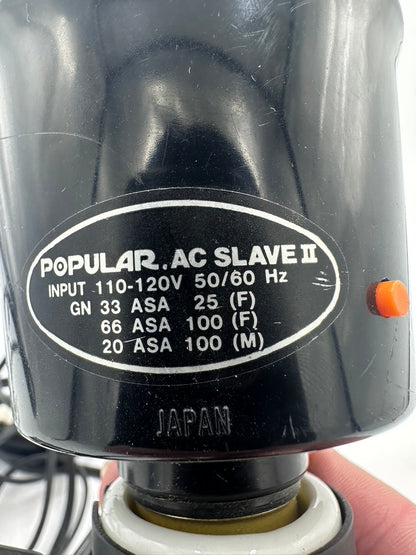 POPULAR. AC SLAVE II
INPUT 110-120V 50/60 Hz
GN 33 ASA 25 (F)
66 ASA 100 (F)
20 ASA 100 (M)
JAPAN